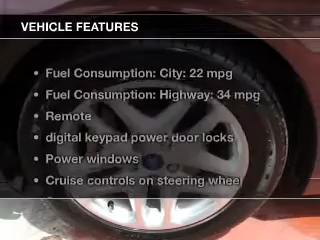 VEHICLE FEATURES
• Fuel Consumption: City: 22 mpg
• Fuel Consumption: Highway: 34 mpg
• Remote
• digital keypad power door locks
• Power windows
• Cruise controls on steering wheel